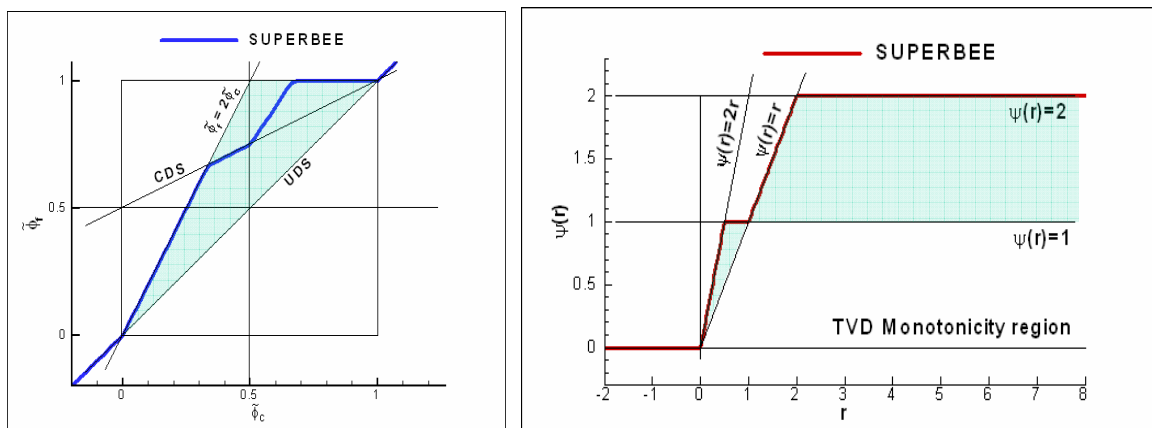 SUPERBEE
1
0.5
0
φ̃f
φ̃f = 2φ̃c
CDS
UDS
0
0.5
1
φ̃c
SUPERBEE
2
1.5
1
0.5
0
ψ(r)
ψ(r)=2r
ψ(r)=r
ψ(r)=2
ψ(r)=1
TVD Monotonicity region
-2
-1
0
1
2
3
4
5
6
7
8
r